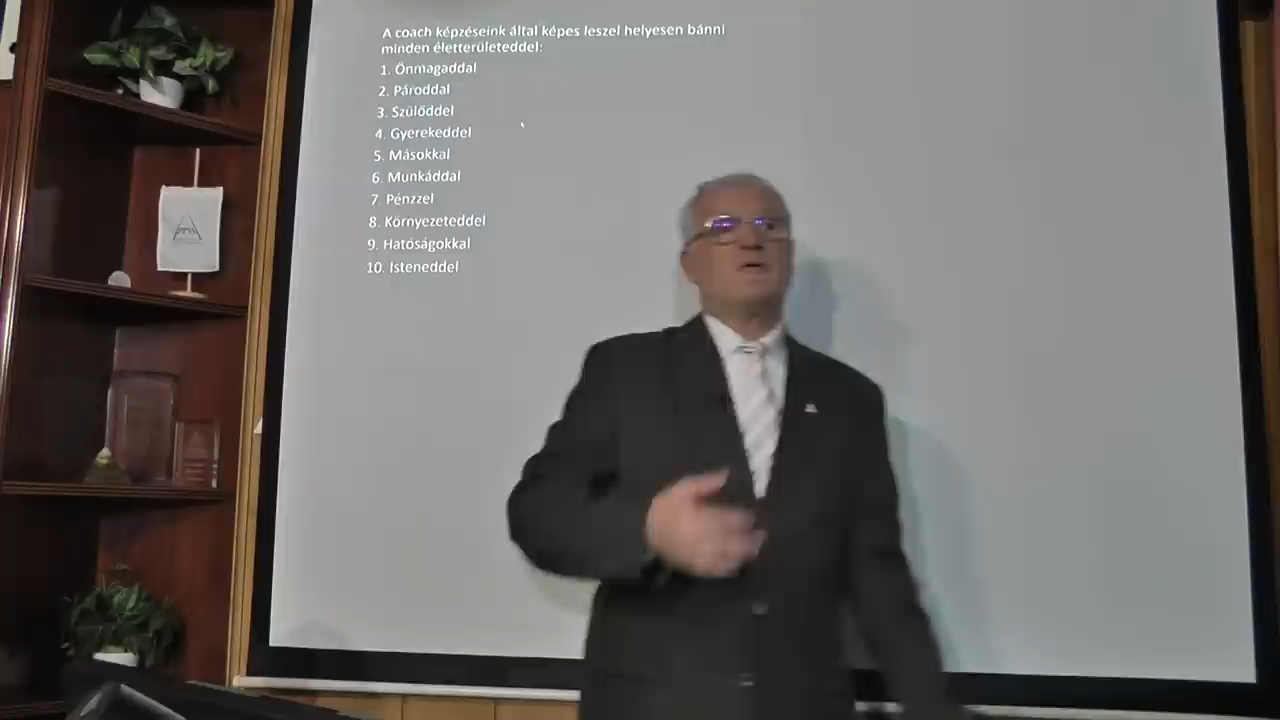 A coach képzéseink által képes leszel helyesen bánni
minden életterületeddel:
1. Önmagaddal
2. Pároddal
3. Szülőddel
4. Gyerekeddel
5. Másokkal
6. Munkáddal
7. Pénzzel
8. Környezeteddel
9. Hatóságokkal
10. Isteneddel